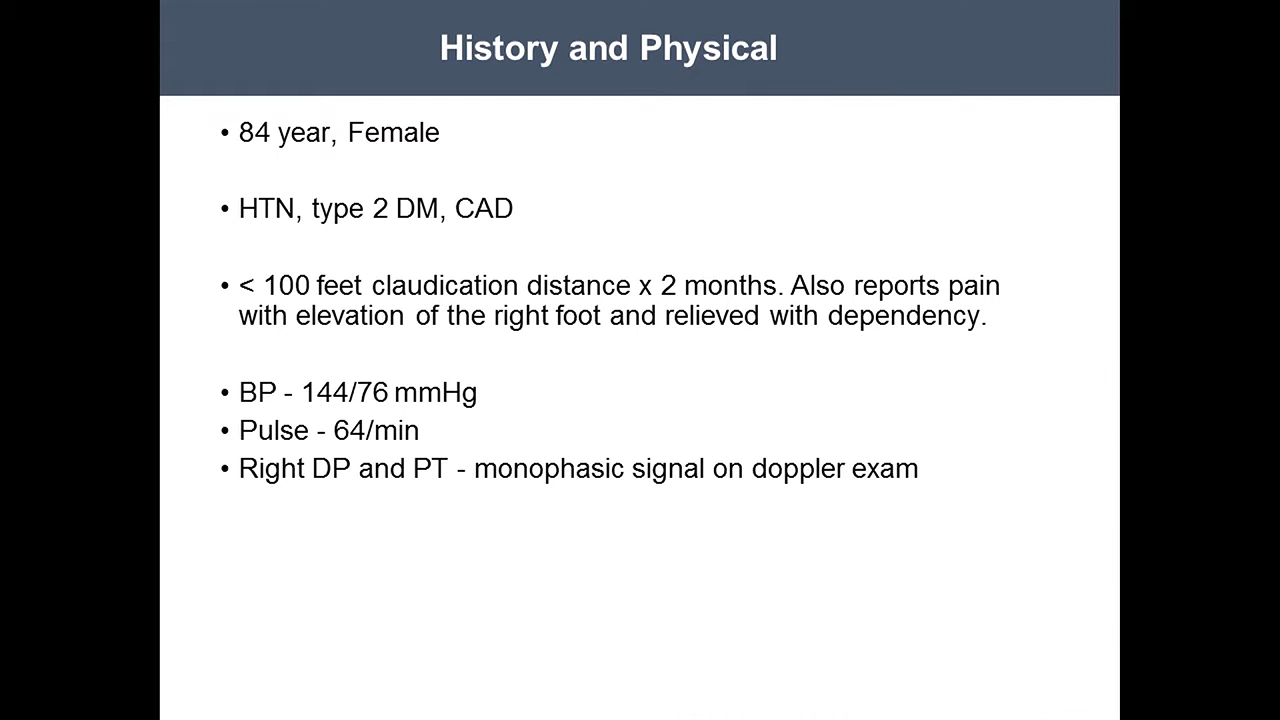 History and Physical
• 84 year, Female
• HTN, type 2 DM, CAD
• < 100 feet claudication distance x 2 months. Also reports pain
with elevation of the right foot and relieved with dependency.
• BP - 144/76 mmHg
• Pulse - 64/min
• Right DP and PT - monophasic signal on doppler exam